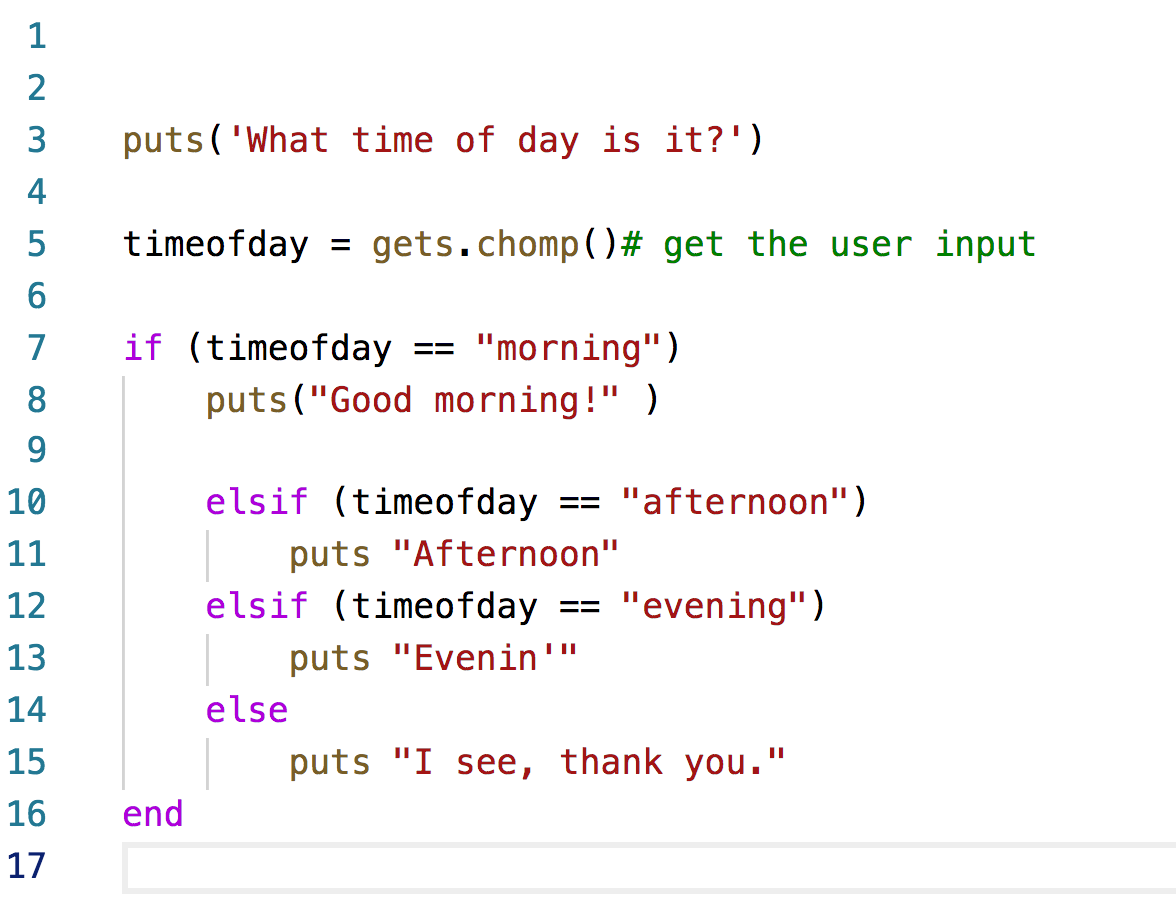 1
2
3 puts('What time of day is it?')
4
5 timeofday = gets.chomp()# get the user input
6
7 if (timeofday == "morning")
8     puts("Good morning!" )
9
10     elsif (timeofday == "afternoon")
11         puts "Afternoon"
12     elsif (timeofday == "evening")
13         puts "Evenin'"
14     else
15         puts "I see, thank you."
16 end
17